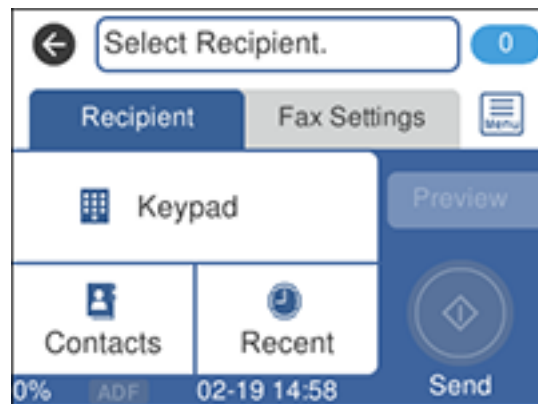 Select Recipient.
0
Recipient
Fax Settings
Menu
Keypad
Preview
Contacts
Recent
0%
ADF
02-19 14:58
Send